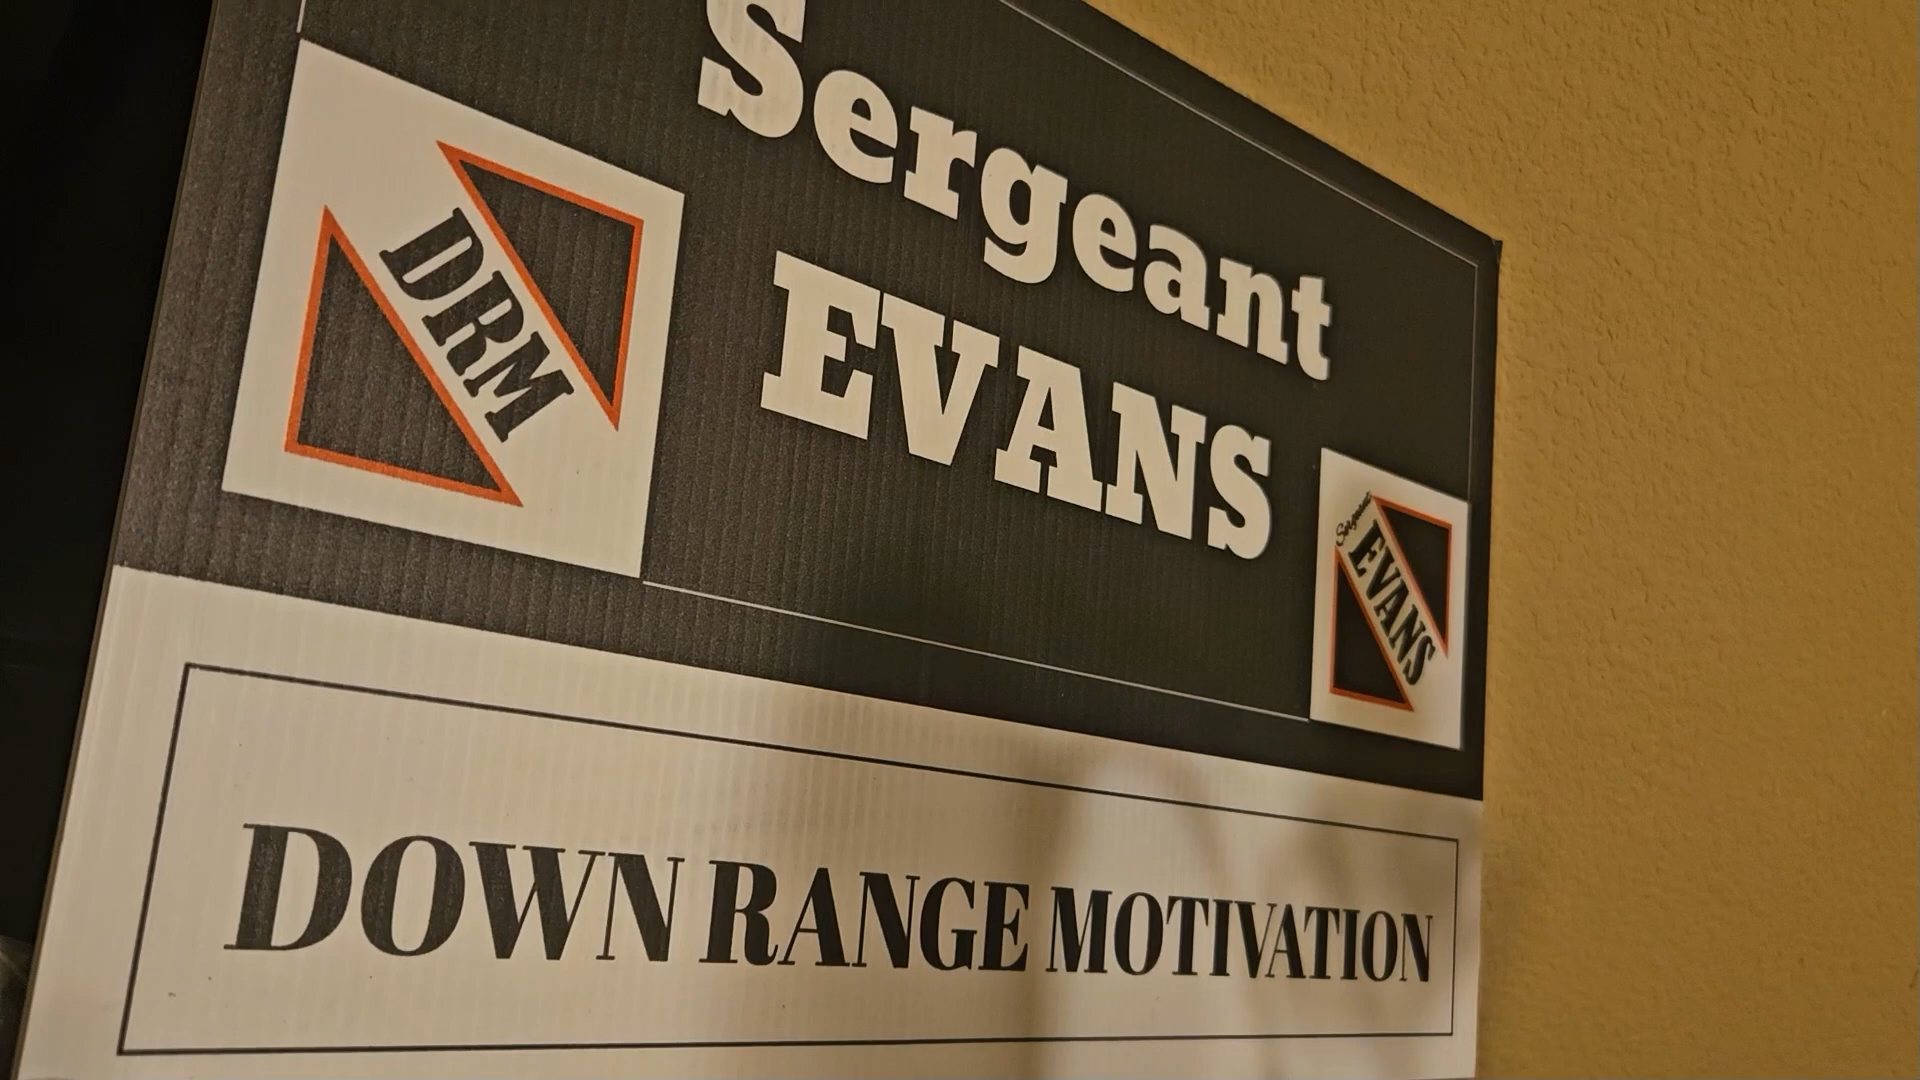 Sergeant
EVANS
DRM
Sergeant
EVANS
DOWN RANGE MOTIVATION